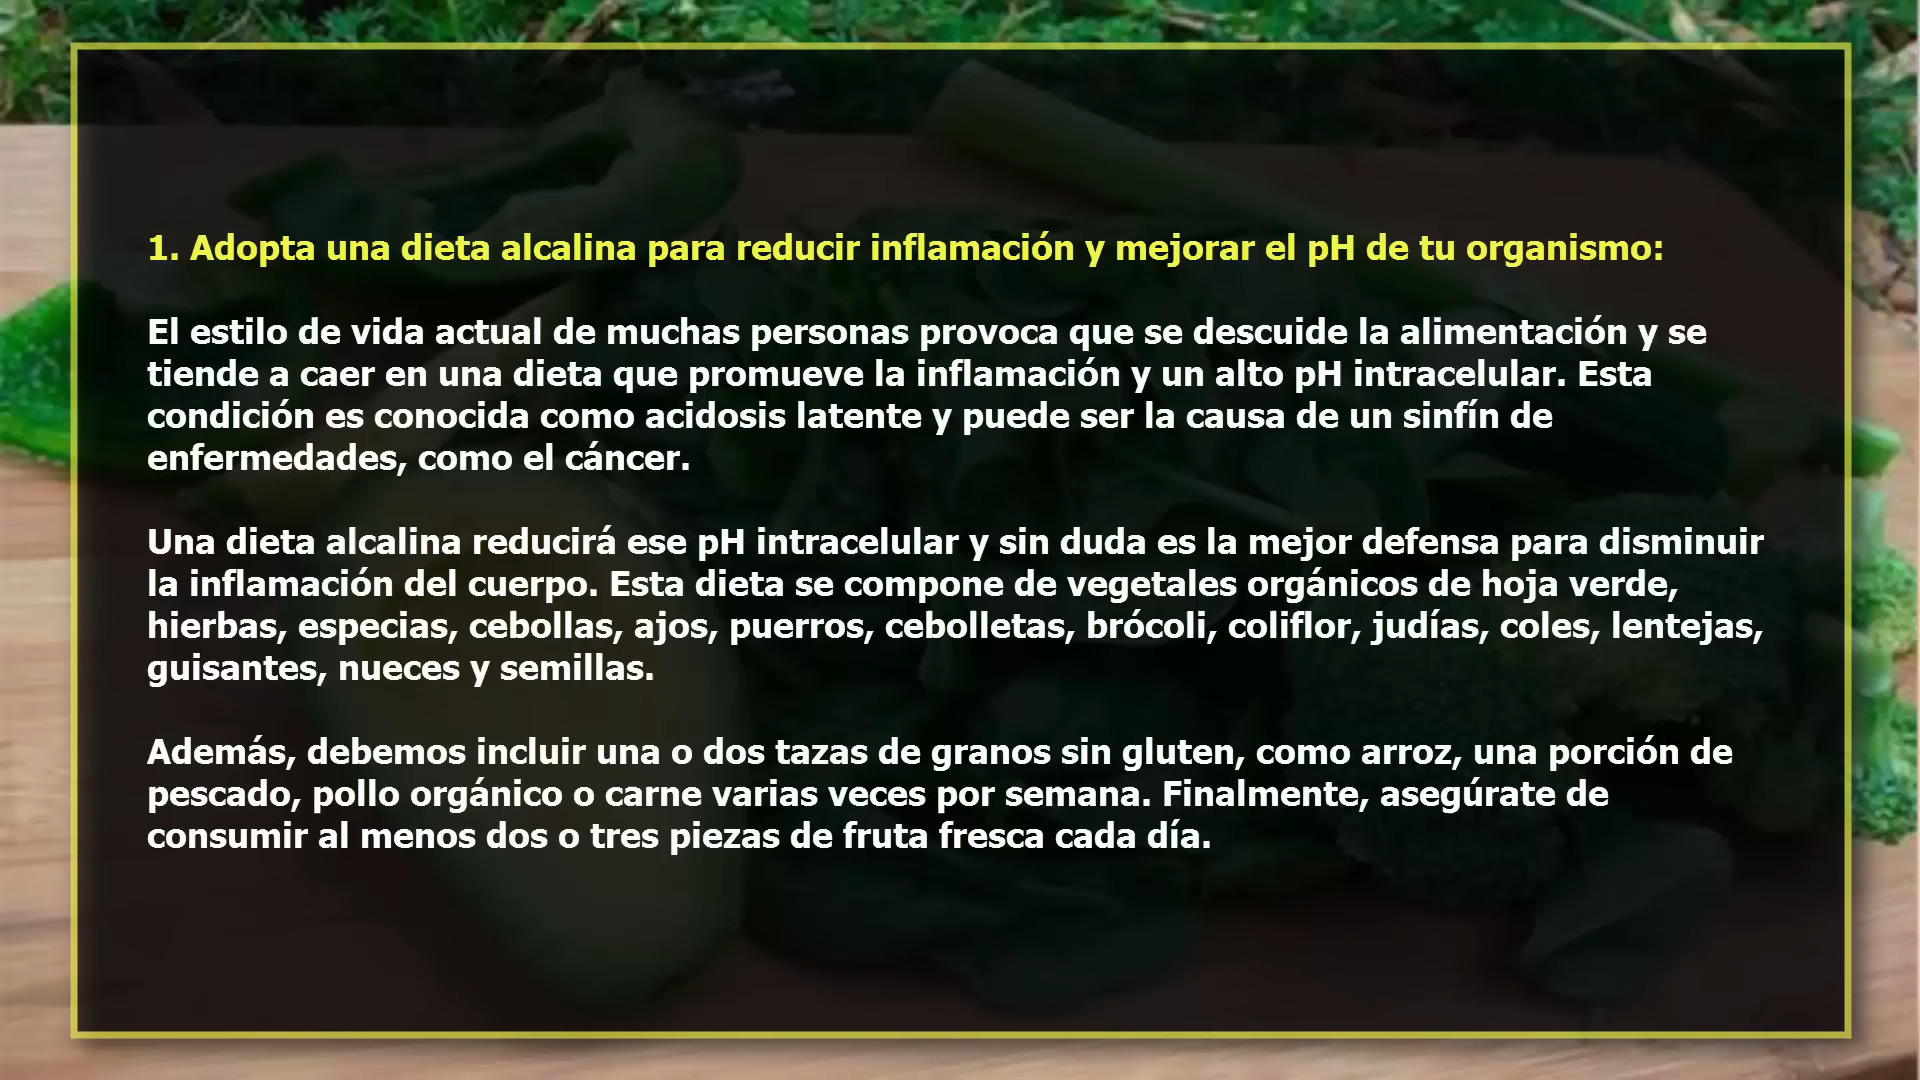 1. Adopta una dieta alcalina para reducir inflamación y mejorar el pH de tu organismo:
El estilo de vida actual de muchas personas provoca que se descuide la alimentación y se
tiende a caer en una dieta que promueve la inflamación y un alto pH intracelular. Esta
condición es conocida como acidosis latente y puede ser la causa de un sinfín de
enfermedades, como el cáncer.
Una dieta alcalina reducirá ese pH intracelular y sin duda es la mejor defensa para disminuir
la inflamación del cuerpo. Esta dieta se compone de vegetales orgánicos de hoja verde,
hierbas, especias, cebollas, ajos, puerros, cebolletas, brócoli, coliflor, judías, coles, lentejas,
guisantes, nueces y semillas.
Además, debemos incluir una o dos tazas de granos sin gluten, como arroz, una porción de
pescado, pollo orgánico o carne varias veces por semana. Finalmente, asegúrate de
consumir al menos dos o tres piezas de fruta fresca cada día.